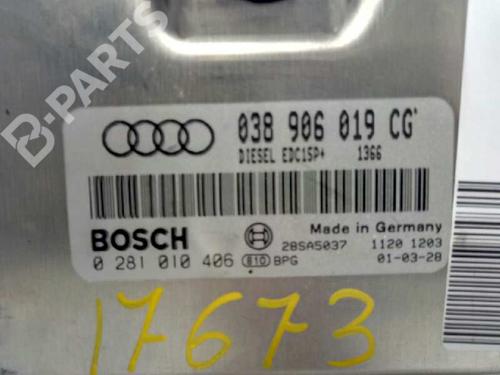 038 906 019 CG
DIESEL EDC15P+ 1366
BOSCH
Made in Germany
28SA5037 1120 1203
0 281 010 406 e10 BPG 01-03-28
17673